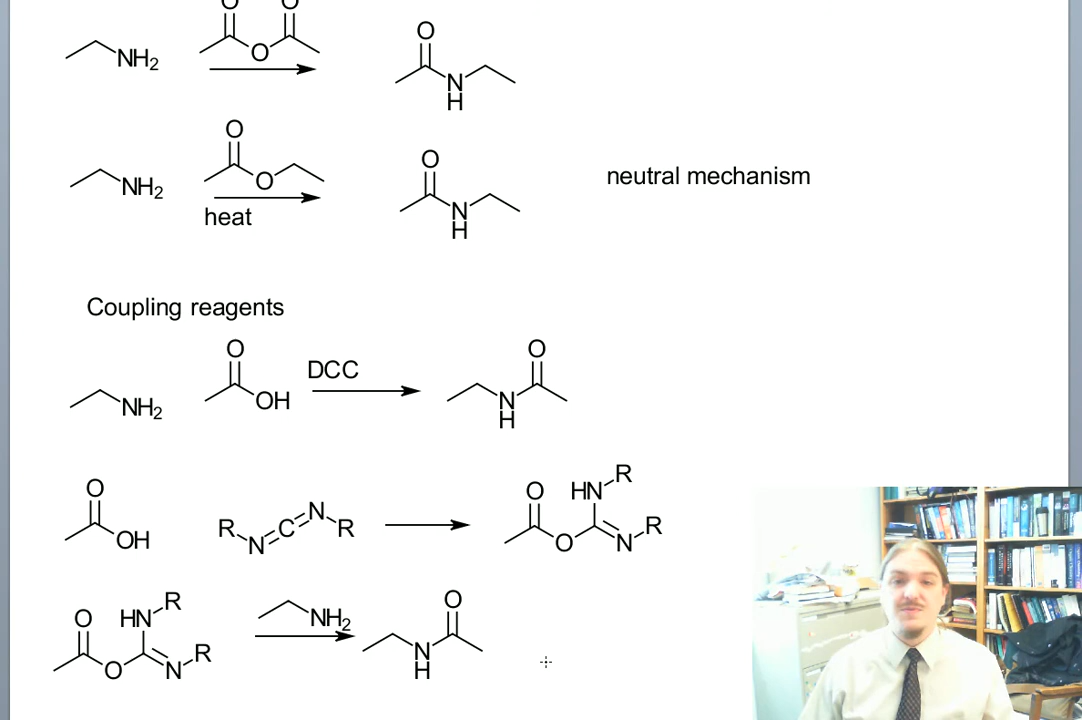 O O
NH2 O
O
N
H
O
NH2 O
heat
O
N
H
neutral mechanism
Coupling reagents
O
NH2 OH
DCC
O
N
H
O
OH
R N C N R
O HN R
O N R
O HN R
O N R
NH2
O
N
H